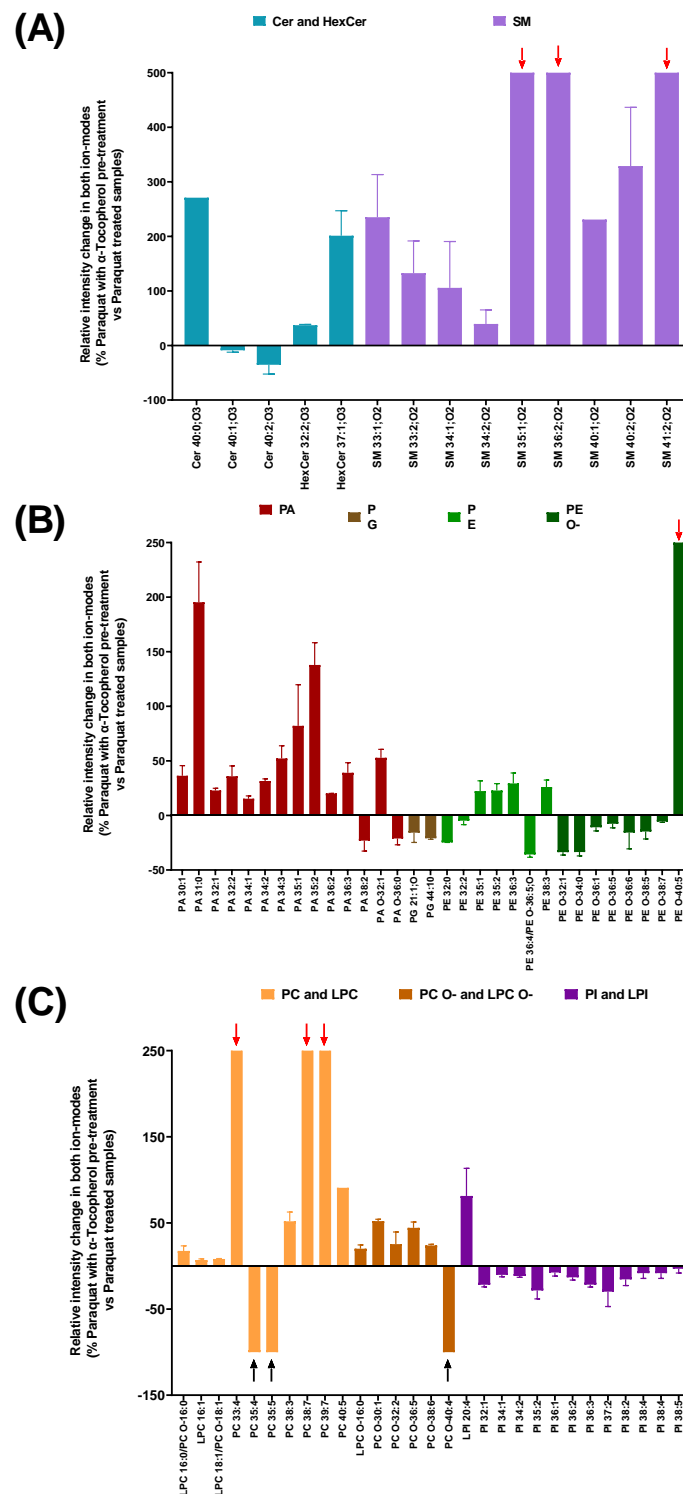 (A)
Cer and HexCer
SM
Relative intensity change in both ion-modes
(% Paraquat with α-Tocopherol pre-treatment
vs Paraquat treated samples)
500
400
300
200
100
0
-100
Cer 40:0;O3
Cer 40:1;O3
Cer 40:2;O3
HexCer 32:2;O3
HexCer 37:1;O3
SM 33:1;O2
SM 33:2;O2
SM 34:1;O2
SM 34:2;O2
SM 35:1;O2
SM 36:2;O2
SM 40:1;O2
SM 40:2;O2
SM 41:2;O2
(B)
PA
P
G
P
E
PE
O-
Relative intensity change in both ion-modes
(% Paraquat with α-Tocopherol pre-treatment
vs Paraquat treated samples)
250
200
150
100
50
0
-50
PA 30:1
PA 31:0
PA 32:1
PA 32:2
PA 34:1
PA 34:2
PA 34:3
PA 35:1
PA 35:2
PA 36:2
PA 36:3
PA 38:2
PA O-32:1
PA O-36:0
PG 21:1;O
PG 44:10
PE 32:0
PE 32:2
PE 35:1
PE 35:2
PE 36:3
PE 36:4/PE O-36:5;O
PE 38:3
PE O-32:1
PE O-34:0
PE O-36:1
PE O-36:5
PE O-36:6
PE O-38:5
PE O-38:7
PE O-40:5
(C)
PC and LPC
PC O- and LPC O-
PI and LPI
Relative intensity change in both ion-modes
(% Paraquat with α-Tocopherol pre-treatment
vs Paraquat treated samples)
250
150
50
-50
-150
LPC 16:0/PC O-16:0
LPC 16:1
LPC 18:1/PC O-18:1
PC 33:4
PC 35:4
PC 35:5
PC 38:3
PC 38:7
PC 39:7
PC 40:5
LPC O-16:0
PC O-30:1
PC O-32:2
PC O-36:5
PC O-38:6
PC O-40:4
LPI 20:4
PI 32:1
PI 34:1
PI 34:2
PI 35:2
PI 36:1
PI 36:2
PI 36:3
PI 37:2
PI 38:2
PI 38:4
PI 38:4
PI 38:5